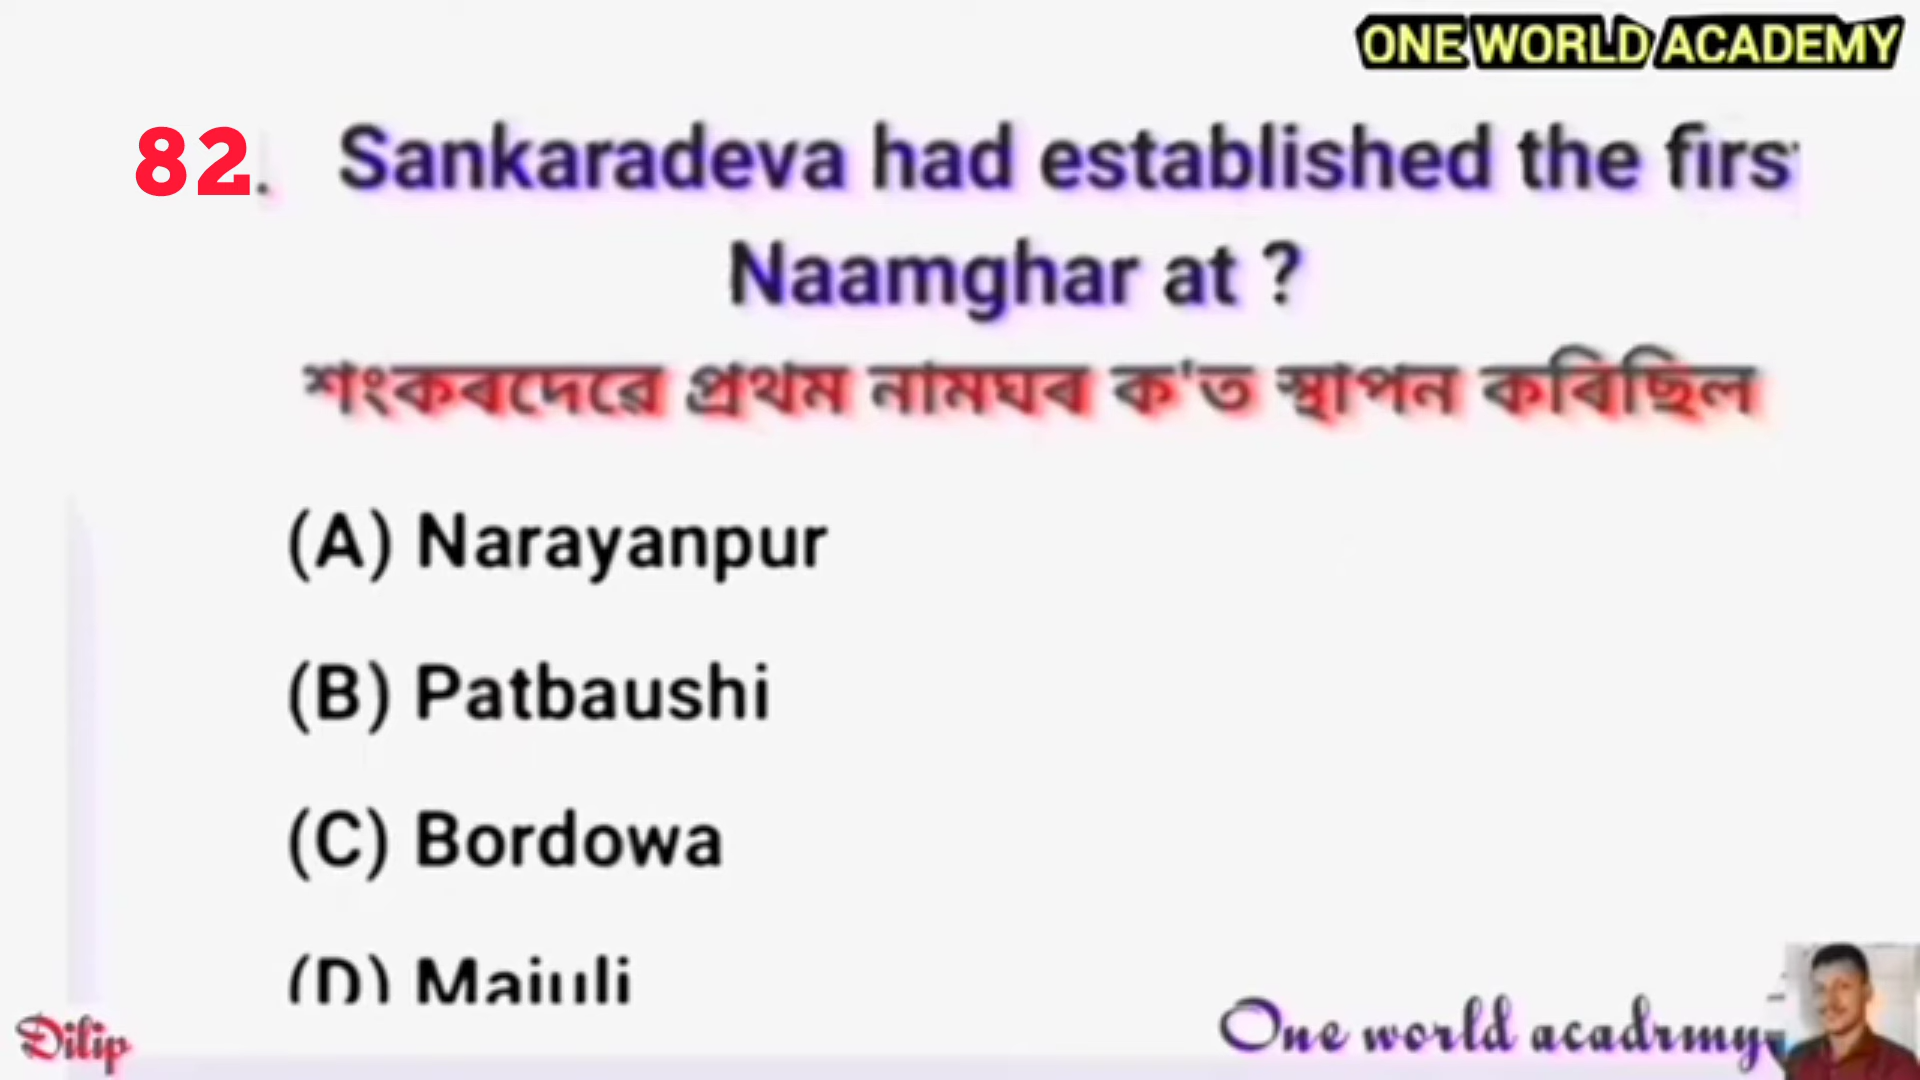 ONE WORLD ACADEMY
82. Sankaradeva had established the firs
Naamghar at ?
শংকৰদেৱে প্ৰথম নামঘৰ ক'ত স্থাপন কৰিছিল
(A) Narayanpur
(B) Patbaushi
(C) Bordowa
(D) Majuli
Dilip
One world acadrmy